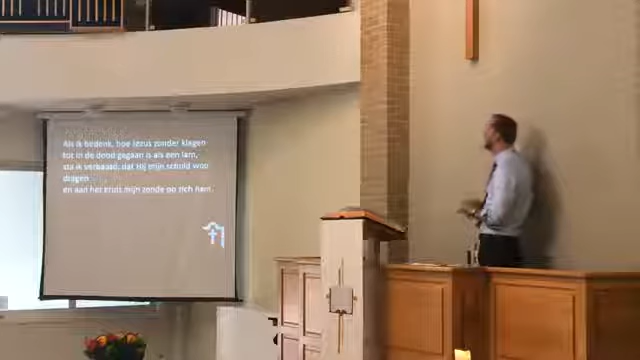 Als ik bedenk, hoe Jezus zonder klagen
tot in de dood gegaan is als een lam,
sta ik verbaasd, dat Hij mijn schuld wou
dragen
en aan het kruis mijn zonde op zich nam.